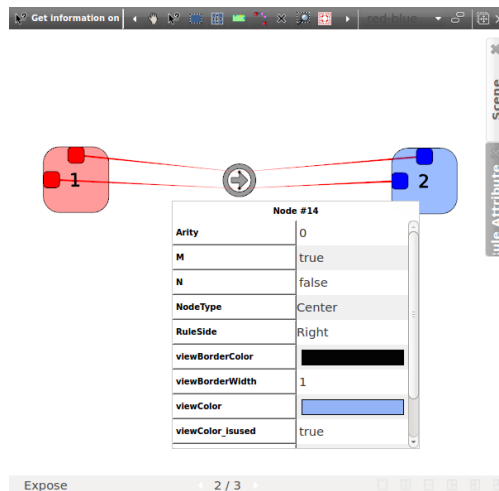 Get information on
red-blue
Scene
1
2
Node #14
Arity 0
M true
N false
NodeType Center
RuleSide Right
viewBorderColor
viewBorderWidth 1
viewColor
viewColor_isused true
ule Attribute
Expose 2 / 3